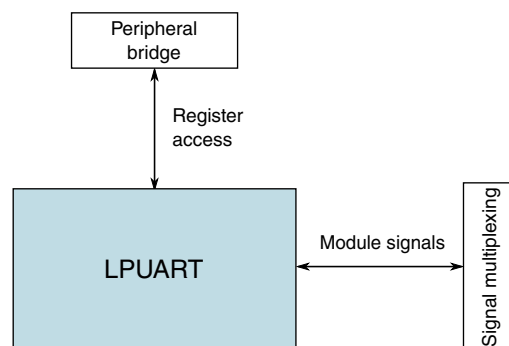 Peripheral
bridge
Register
access
LPUART
Module signals
Signal multiplexing